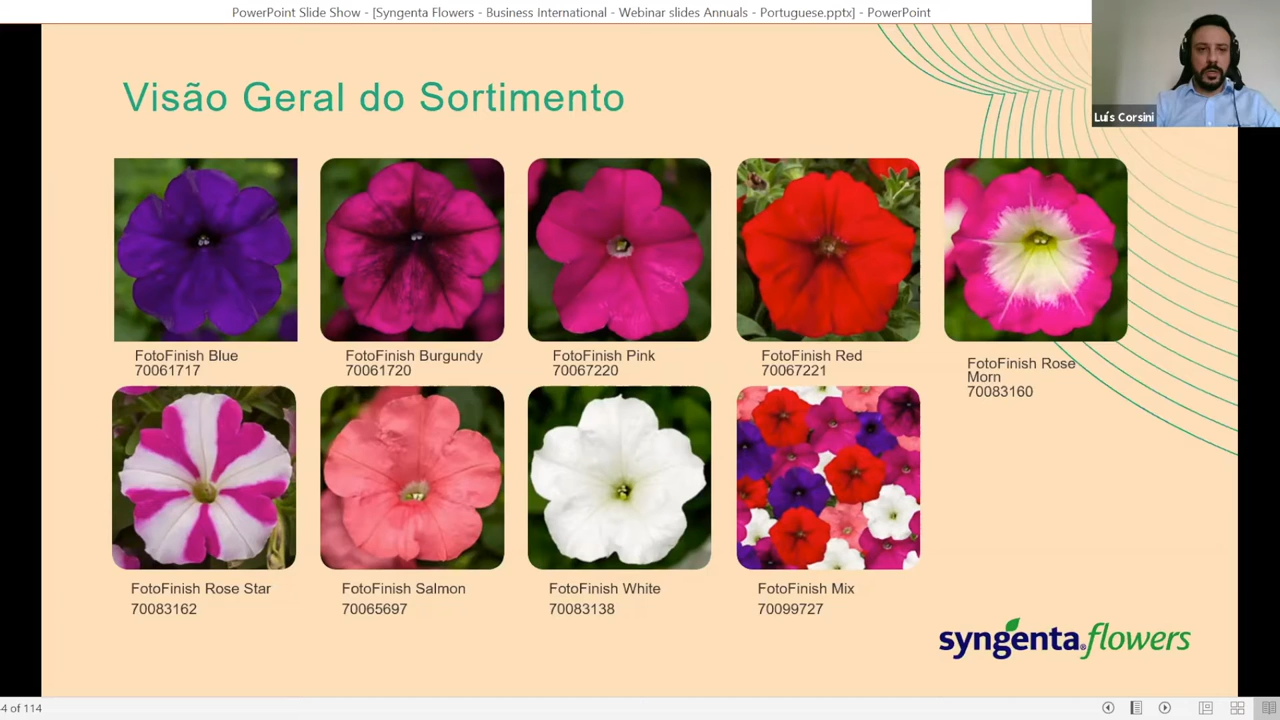 PowerPoint Slide Show - [Syngenta Flowers - Business International - Webinar slides Annuals - Portuguese.pptx] - PowerPoint
Luís Corsini
Visão Geral do Sortimento
FotoFinish Blue
70061717
FotoFinish Burgundy
70061720
FotoFinish Pink
70067220
FotoFinish Red
70067221
FotoFinish Rose
Morn
70083160
FotoFinish Rose Star
70083162
FotoFinish Salmon
70065697
FotoFinish White
70083138
FotoFinish Mix
70099727
syngenta® flowers
4 of 114